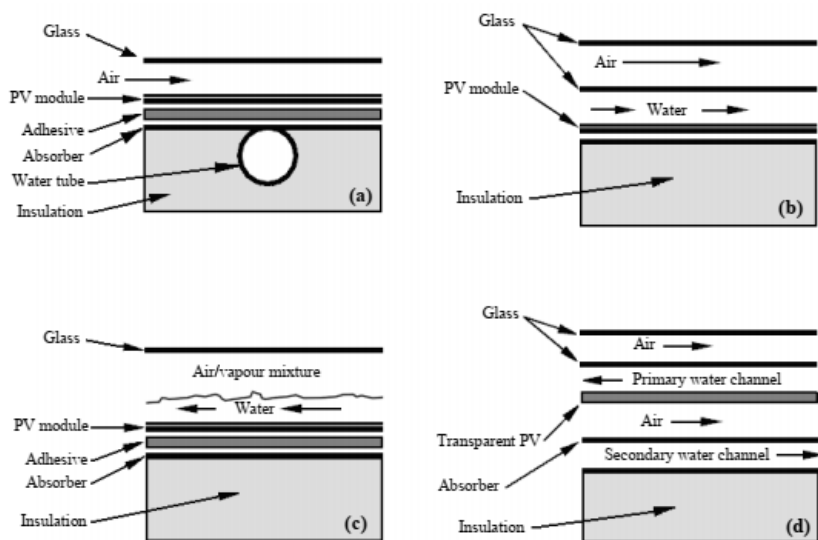 Glass
Air
PV module
Adhesive
Absorber
Water tube
Insulation
(a)
Glass
Air
PV module
Water
Insulation
(b)
Glass
Air/vapour mixture
Water
PV module
Adhesive
Absorber
Insulation
(c)
Glass
Air
Primary water channel
Transparent PV
Air
Absorber
Secondary water channel
Insulation
(d)